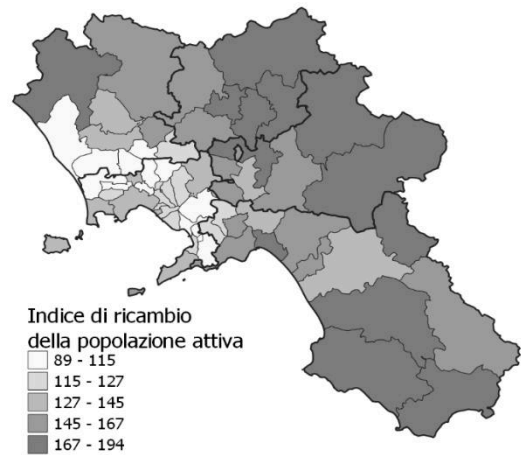 Indice di ricambio
della popolazione attiva
89 - 115
115 - 127
127 - 145
145 - 167
167 - 194